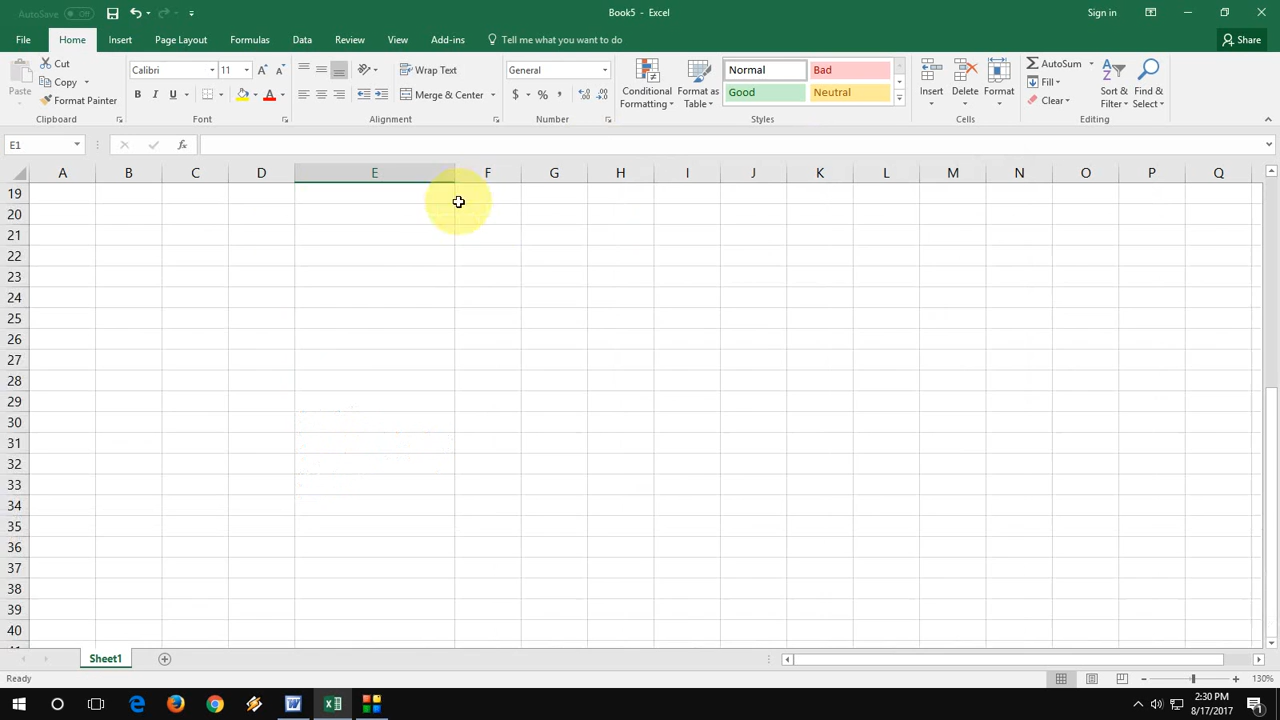 AutoSave Off
Book5 - Excel
Sign in
File Home Insert Page Layout Formulas Data Review View Add-ins Tell me what you want to do Share
Paste
Cut
Copy
Format Painter
Clipboard
Calibri 11
B I U A
Font
Wrap Text
Merge & Center
Alignment
General
$ % ,
Number
Conditional Formatting
Format as Table
Normal Bad
Good Neutral
Styles
Insert Delete Format
Cells
AutoSum
Fill
Clear
Sort & Filter
Find & Select
Editing
E1 fx
A B C D E F G H I J K L M N O P Q
19
20
21
22
23
24
25
26
27
28
29
30
31
32
33
34
35
36
37
38
39
40
41
Sheet1
Ready 130%
2:30 PM
8/17/2017